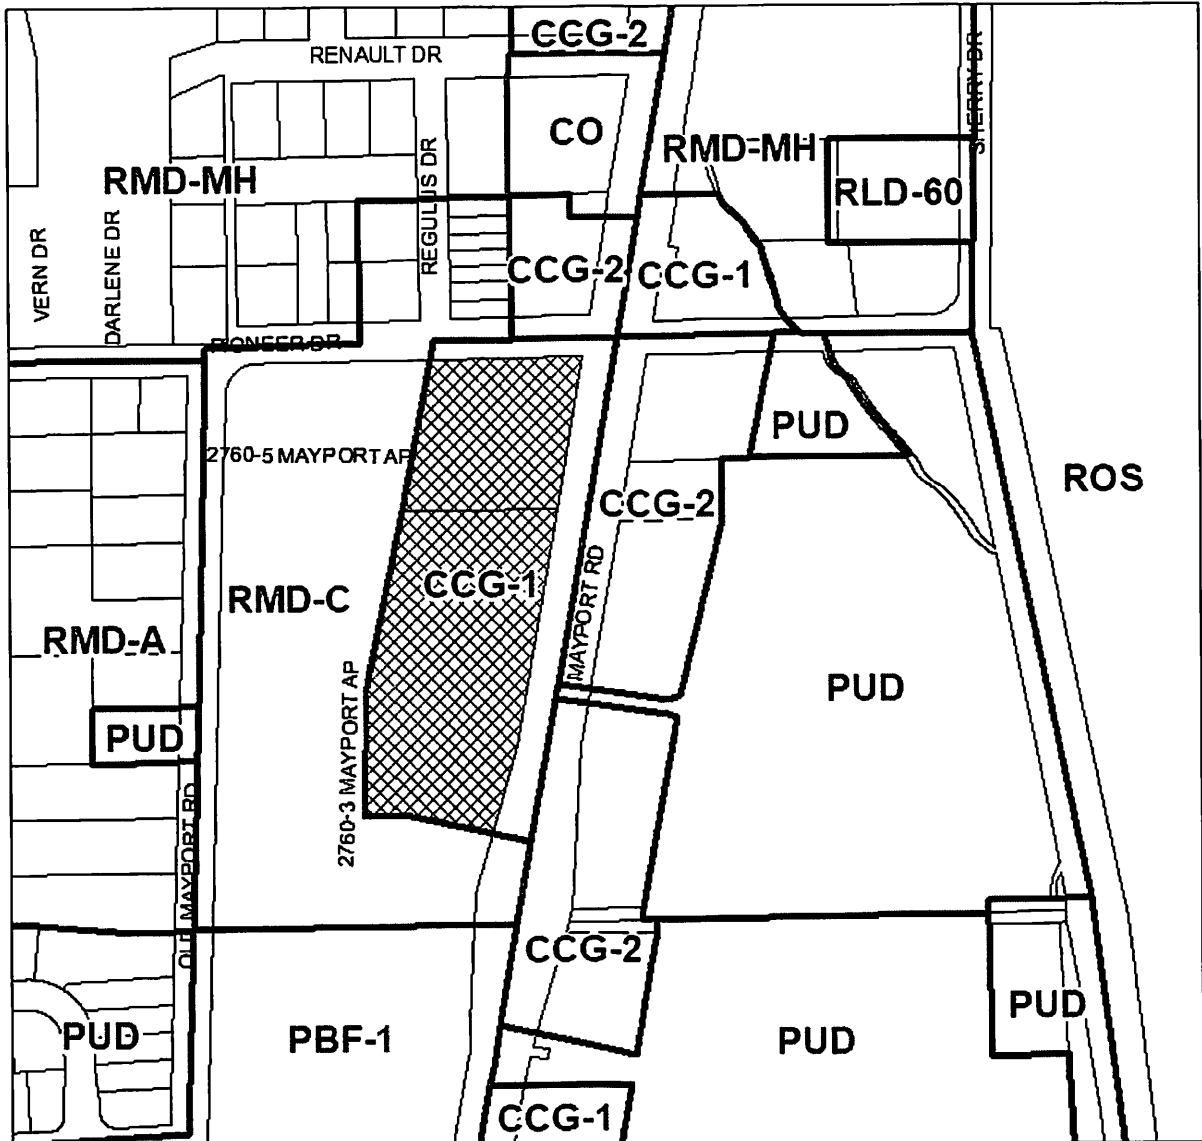 CCG-2
RENAULT DR
SHERRY DR
CO
RMD-MH
RMD-MH
REGULUS DR
RLD-60
VERN DR
DARLENE DR
CCG-2
CCG-1
PIONEER DR
PUD
2760-5 MAYPORT AP
ROS
CCG-2
CCG-1
RMD-C
MAYPORT RD
RMD-A
PUD
PUD
2760-3 MAYPORT AP
OLD MAYPORT RD
CCG-2
PUD
PUD
PBF-1
PUD
CCG-1